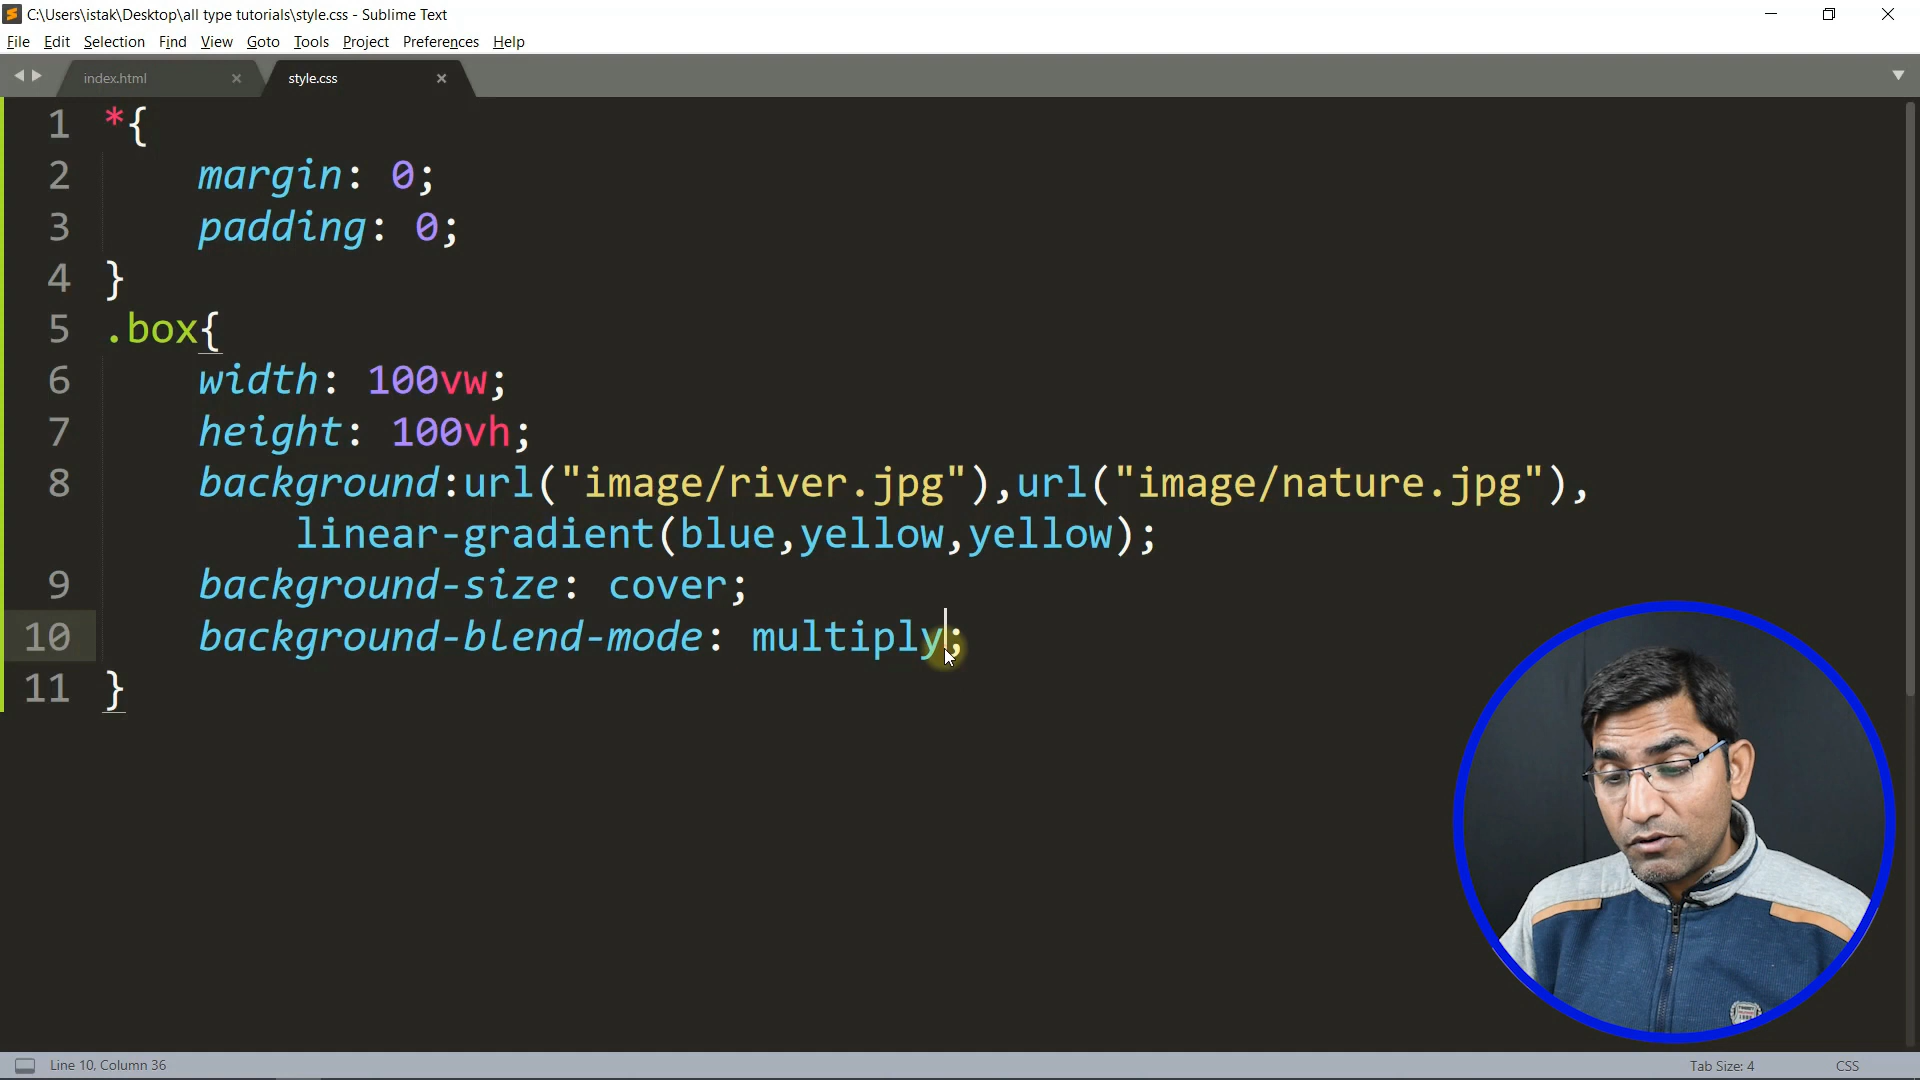 C:\Users\istak\Desktop\all type tutorials\style.css - Sublime Text
File Edit Selection Find View Goto Tools Project Preferences Help
index.html style.css
1 *{
2 margin: 0;
3 padding: 0;
4 }
5 .box{
6 width: 100vw;
7 height: 100vh;
8 background:url("image/river.jpg"),url("image/nature.jpg"),
linear-gradient(blue,yellow,yellow);
9 background-size: cover;
10 background-blend-mode: multiply;
11 }
Line 10, Column 36 Tab Size: 4 CSS